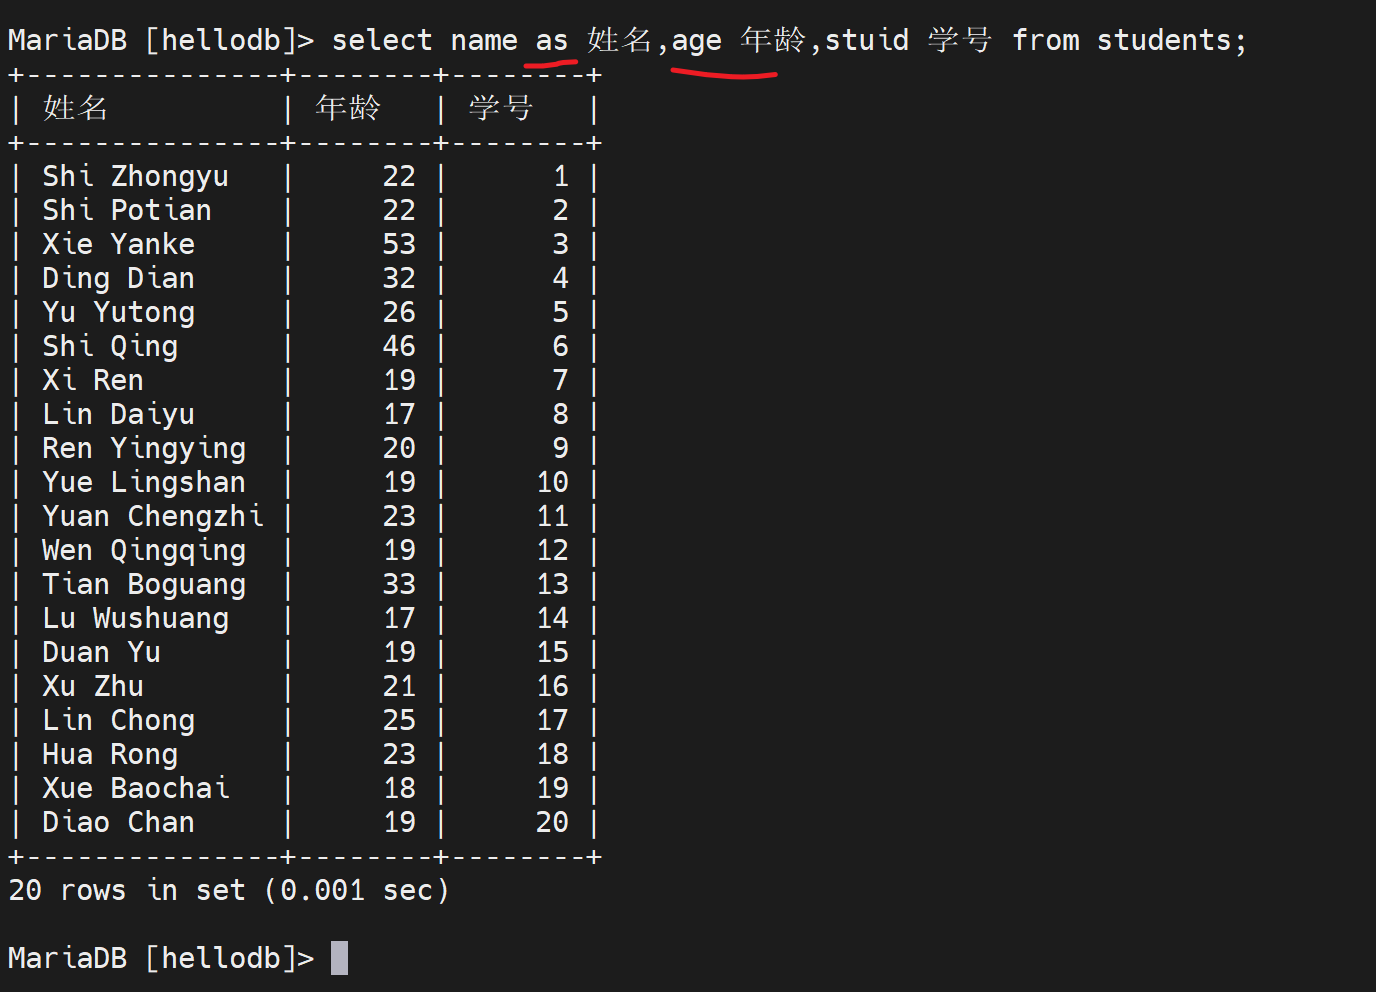 MariaDB [hellodb]> select name as 姓名,age 年龄,stuid 学号 from students;
+---------------+--------+--------+
| 姓名          | 年龄   | 学号   |
+---------------+--------+--------+
| Shi Zhongyu   |     22 |      1 |
| Shi Potian    |     22 |      2 |
| Xie Yanke     |     53 |      3 |
| Ding Dian     |     32 |      4 |
| Yu Yutong     |     26 |      5 |
| Shi Qing      |     46 |      6 |
| Xi Ren        |     19 |      7 |
| Lin Daiyu     |     17 |      8 |
| Ren Yingying  |     20 |      9 |
| Yue Lingshan  |     19 |     10 |
| Yuan Chengzhi |     23 |     11 |
| Wen Qingqing  |     19 |     12 |
| Tian Boguang  |     33 |     13 |
| Lu Wushuang   |     17 |     14 |
| Duan Yu       |     19 |     15 |
| Xu Zhu        |     21 |     16 |
| Lin Chong     |     25 |     17 |
| Hua Rong      |     23 |     18 |
| Xue Baochai   |     18 |     19 |
| Diao Chan     |     19 |     20 |
+---------------+--------+--------+
20 rows in set (0.001 sec)
MariaDB [hellodb]>